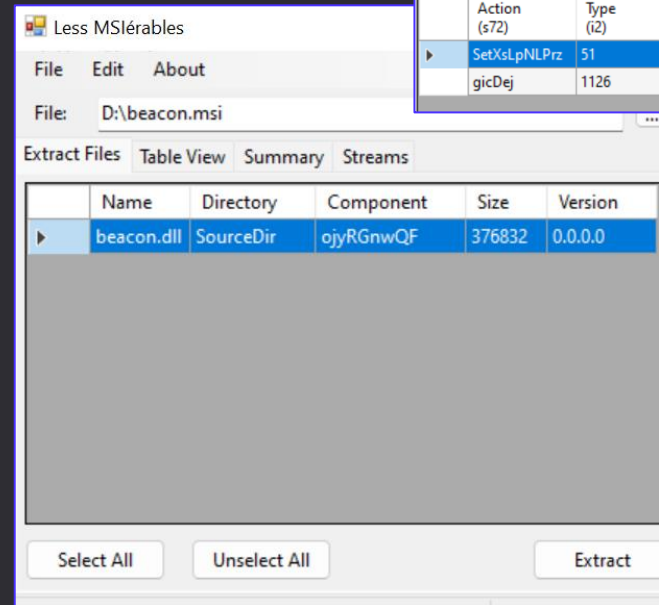 Action Type
(s72) (i2)
SetXsLpNLPrz 51
gicDej 1126
Less MSIérables
File Edit About
File: D:\beacon.msi ...
Extract Files Table View Summary Streams
Name Directory Component Size Version
beacon.dll SourceDir ojyRGnwQF 376832 0.0.0.0
Select All Unselect All Extract